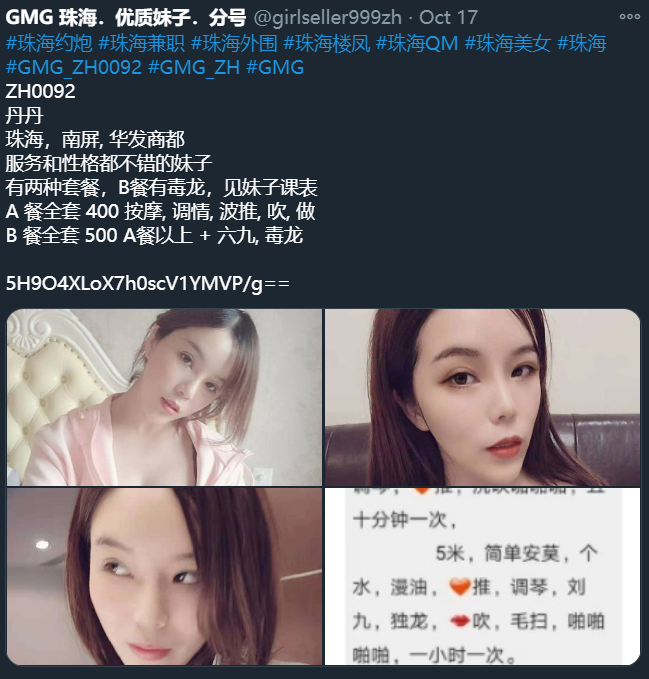 GMG 珠海．优质妹子．分号 @girlseller999zh · Oct 17
#珠海约炮 #珠海兼职 #珠海外围 #珠海楼凤 #珠海QM #珠海美女 #珠海
#GMG_ZH0092 #GMG_ZH #GMG
ZH0092
丹丹
珠海，南屏, 华发商都
服务和性格都不错的妹子
有两种套餐，B餐有毒龙，见妹子课表
A 餐全套 400 按摩, 调情, 波推, 吹, 做
B 餐全套 500 A餐以上 + 六九, 毒龙
5H9O4XLoX7h0scV1YMVP/g==
十分钟一次，
5米，简单安莫，个
水，漫油，❤️推，调琴，刘
九，独龙，💋吹，毛扫，啪啪
啪啪，一小时一次。